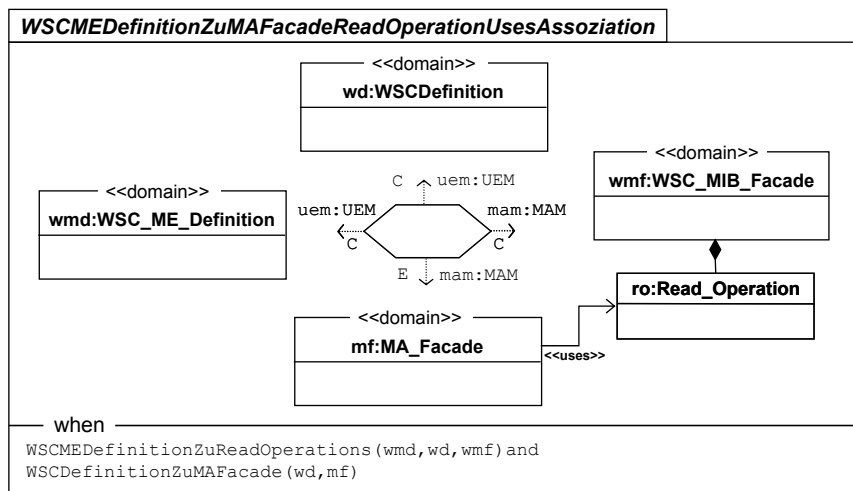 WSCMEDefinitionZuMAFacadeReadOperationUsesAssoziation
<<domain>>
wd:WSCDefinition
<<domain>>
wmf:WSC_MIB_Facade
<<domain>>
wmd:WSC_ME_Definition
C uem:UEM
uem:UEM mam:MAM
C C
E mam:MAM
ro:Read_Operation
<<domain>>
mf:MA_Facade
<<uses>>
when
WSCMEDefinitionZuReadOperations(wmd,wd,wmf)and
WSCDefinitionZuMAFacade(wd,mf)